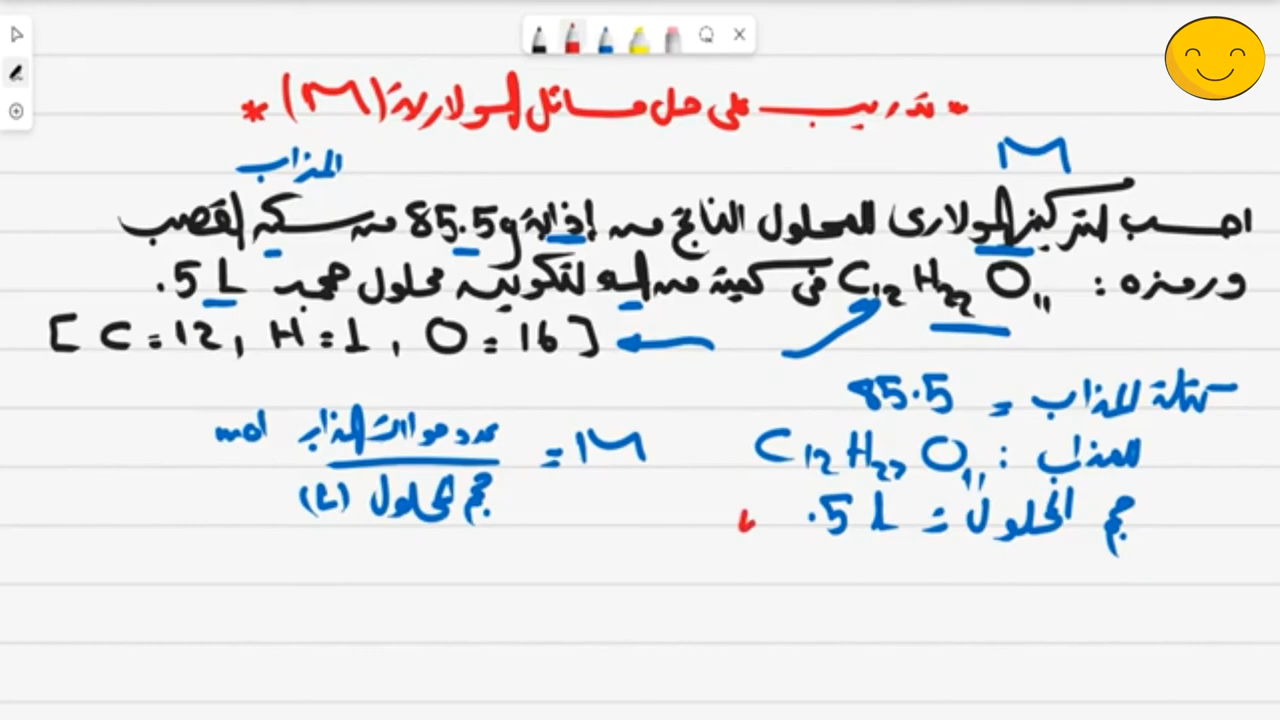 * تدريب على حل مسائل المولارية (M) *
M
المذاب
احسب التركيز المولارى للمحلول الناتج من إذابة 85.5g من سكر القصب
ورمزه : C12 H22 O11 فى كمية من الماء لتكوين محلول حجمه .5 L
[ C = 12 , H = 1 , O = 16 ]
كتلة المذاب = 85.5
المذاب : C12 H22 O11
حجم المحلول = .5 L
M = عدد مولات المذاب mol
حجم المحلول (L)